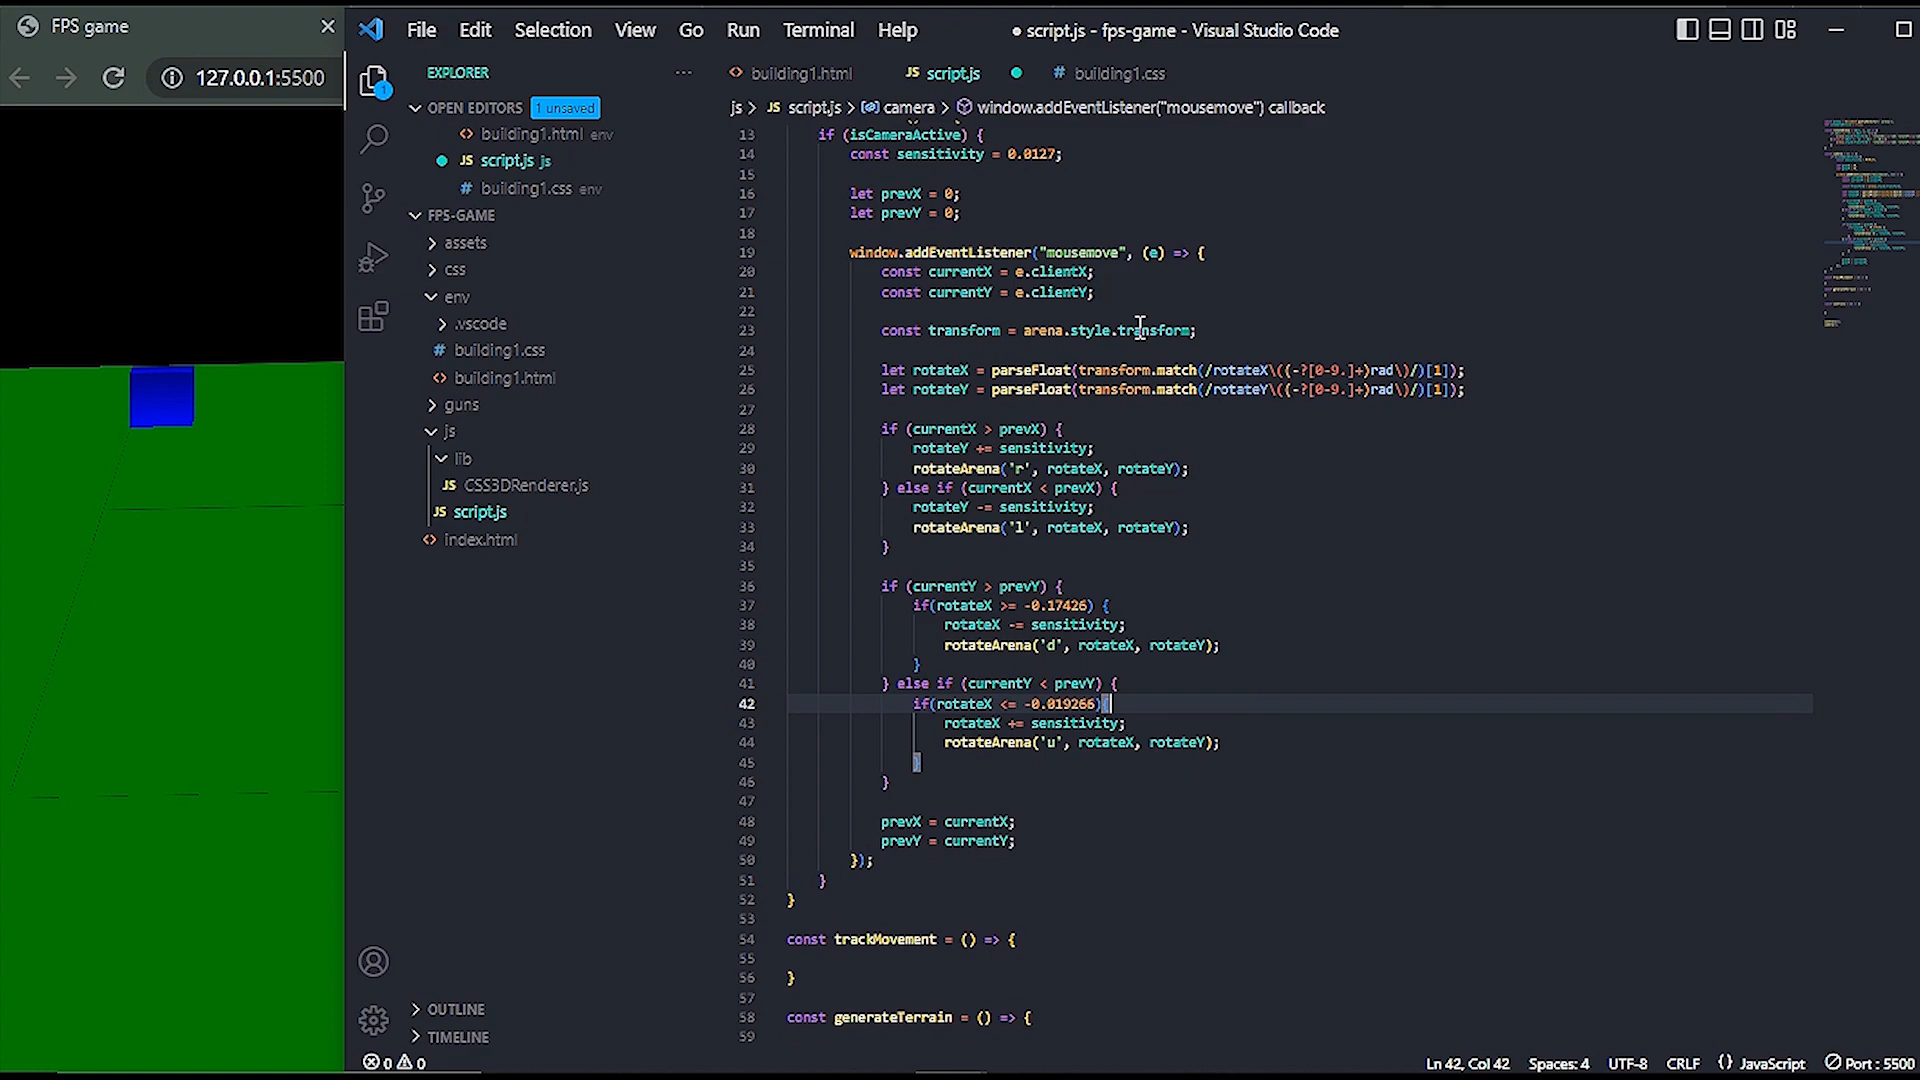 FPS game
127.0.0.1:5500
File Edit Selection View Go Run Terminal Help
● script.js - fps-game - Visual Studio Code
EXPLORER
OPEN EDITORS 1 unsaved
building1.html env
JS script.js js
# building1.css env
FPS-GAME
assets
css
env
.vscode
# building1.css
building1.html
guns
js
lib
JS CSS3DRenderer.js
JS script.js
index.html
OUTLINE
TIMELINE
1
building1.html
JS script.js
# building1.css
js > JS script.js > camera > window.addEventListener("mousemove") callback
13 if (isCameraActive) {
14 const sensitivity = 0.0127;
15
16 let prevX = 0;
17 let prevY = 0;
18
19 window.addEventListener("mousemove", (e) => {
20 const currentX = e.clientX;
21 const currentY = e.clientY;
22
23 const transform = arena.style.transform;
24
25 let rotateX = parseFloat(transform.match(/rotateX\((-?[0-9.]+)rad\)/)[1]);
26 let rotateY = parseFloat(transform.match(/rotateY\((-?[0-9.]+)rad\)/)[1]);
27
28 if (currentX > prevX) {
29 rotateY += sensitivity;
30 rotateArena('r', rotateX, rotateY);
31 } else if (currentX < prevX) {
32 rotateY -= sensitivity;
33 rotateArena('l', rotateX, rotateY);
34 }
35
36 if (currentY > prevY) {
37 if(rotateX >= -0.17426) {
38 rotateX -= sensitivity;
39 rotateArena('d', rotateX, rotateY);
40 }
41 } else if (currentY < prevY) {
42 if(rotateX <= -0.019266){
43 rotateX += sensitivity;
44 rotateArena('u', rotateX, rotateY);
45 }
46 }
47
48 prevX = currentX;
49 prevY = currentY;
50 });
51 }
52 }
53
54 const trackMovement = () => {
55
56 }
57
58 const generateTerrain = () => {
59
0 0
Ln 42, Col 42 Spaces: 4 UTF-8 CRLF {} JavaScript Port : 5500